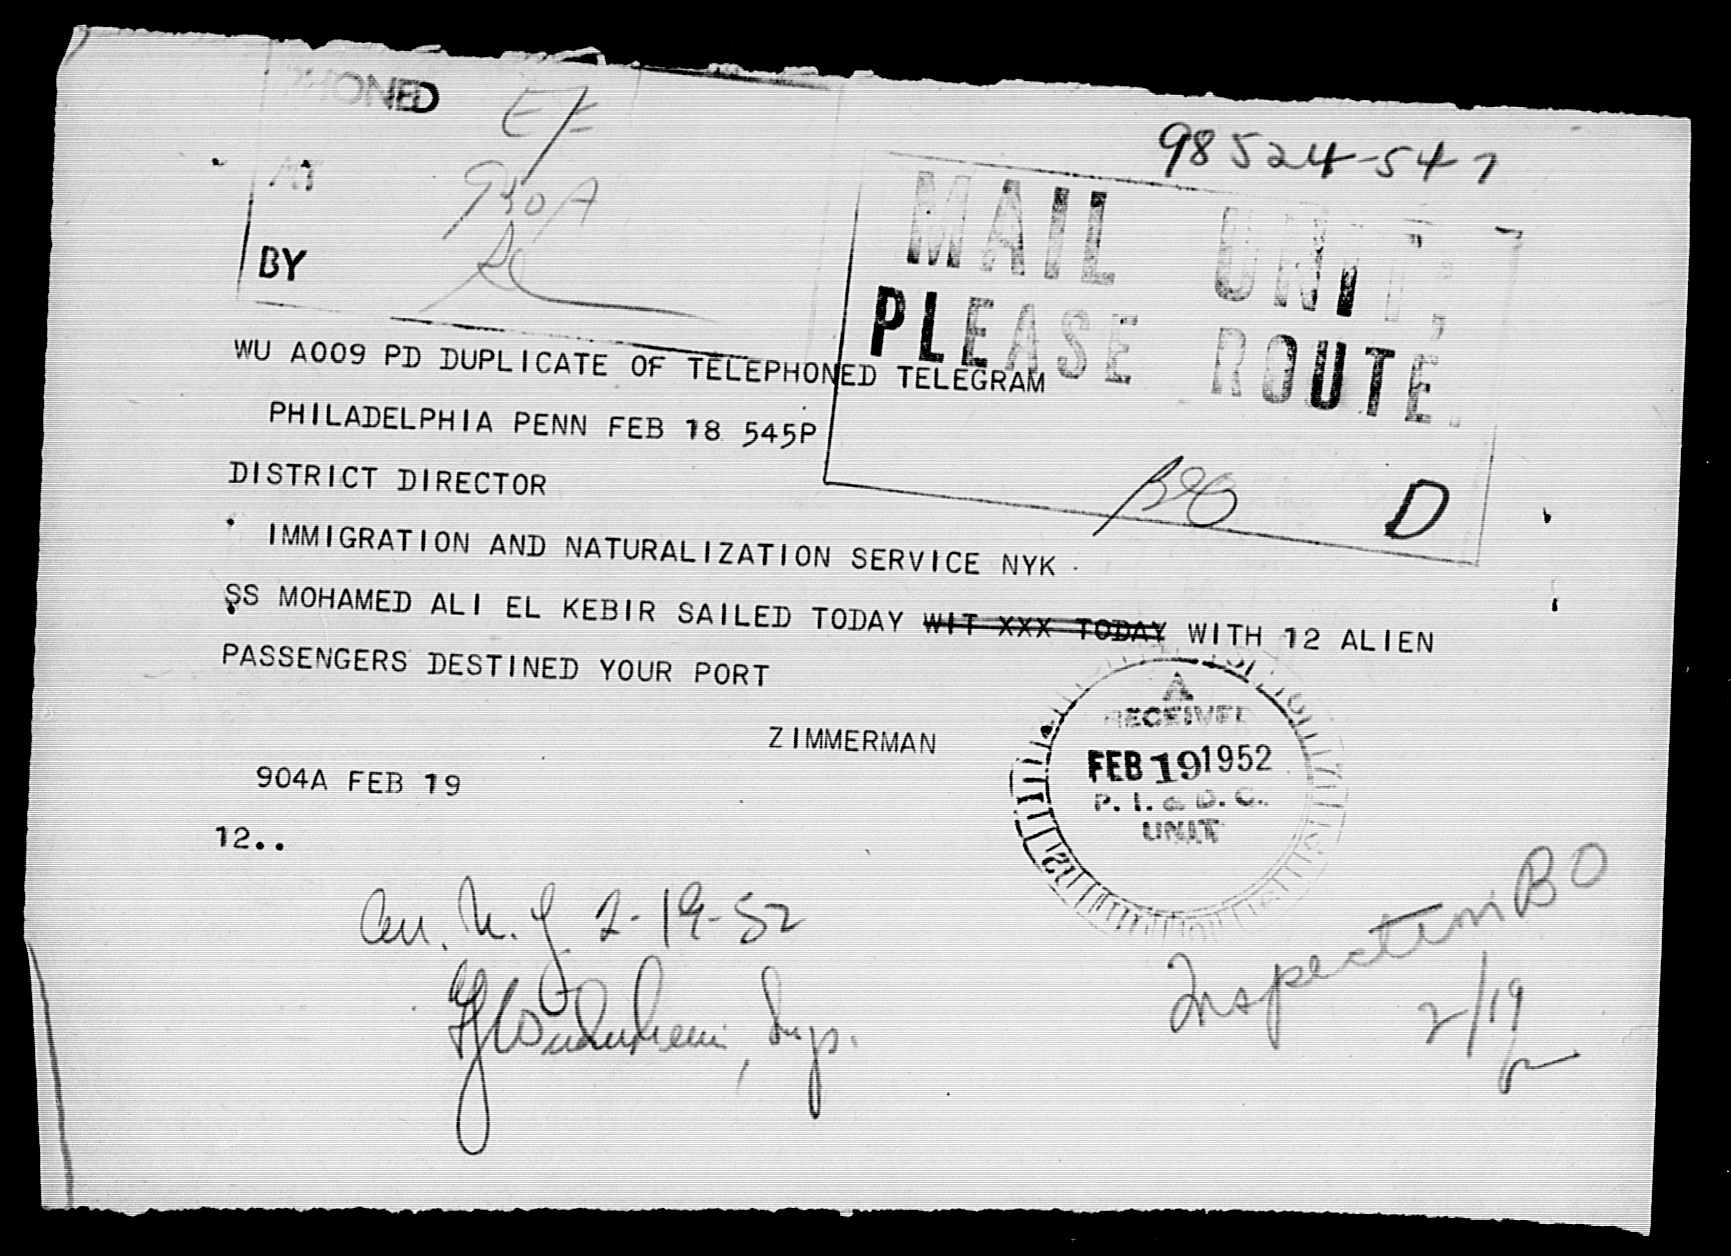 98524-547
BY
930A
MAIL UNIT,
PLEASE ROUTE.
D
WU A009 PD DUPLICATE OF TELEPHONED TELEGRAM
PHILADELPHIA PENN FEB 18 545P
DISTRICT DIRECTOR
IMMIGRATION AND NATURALIZATION SERVICE NYK
SS MOHAMED ALI EL KEBIR SAILED TODAY WIT XXX TODAY WITH 12 ALIEN
PASSENGERS DESTINED YOUR PORT
ZIMMERMAN
904A FEB 19
12..
RECEIVED
FEB 19 1952
P. I. & D. C.
UNIT
Arr. N. Y. 2-19-52
Insp.
Inspection BO
2/19